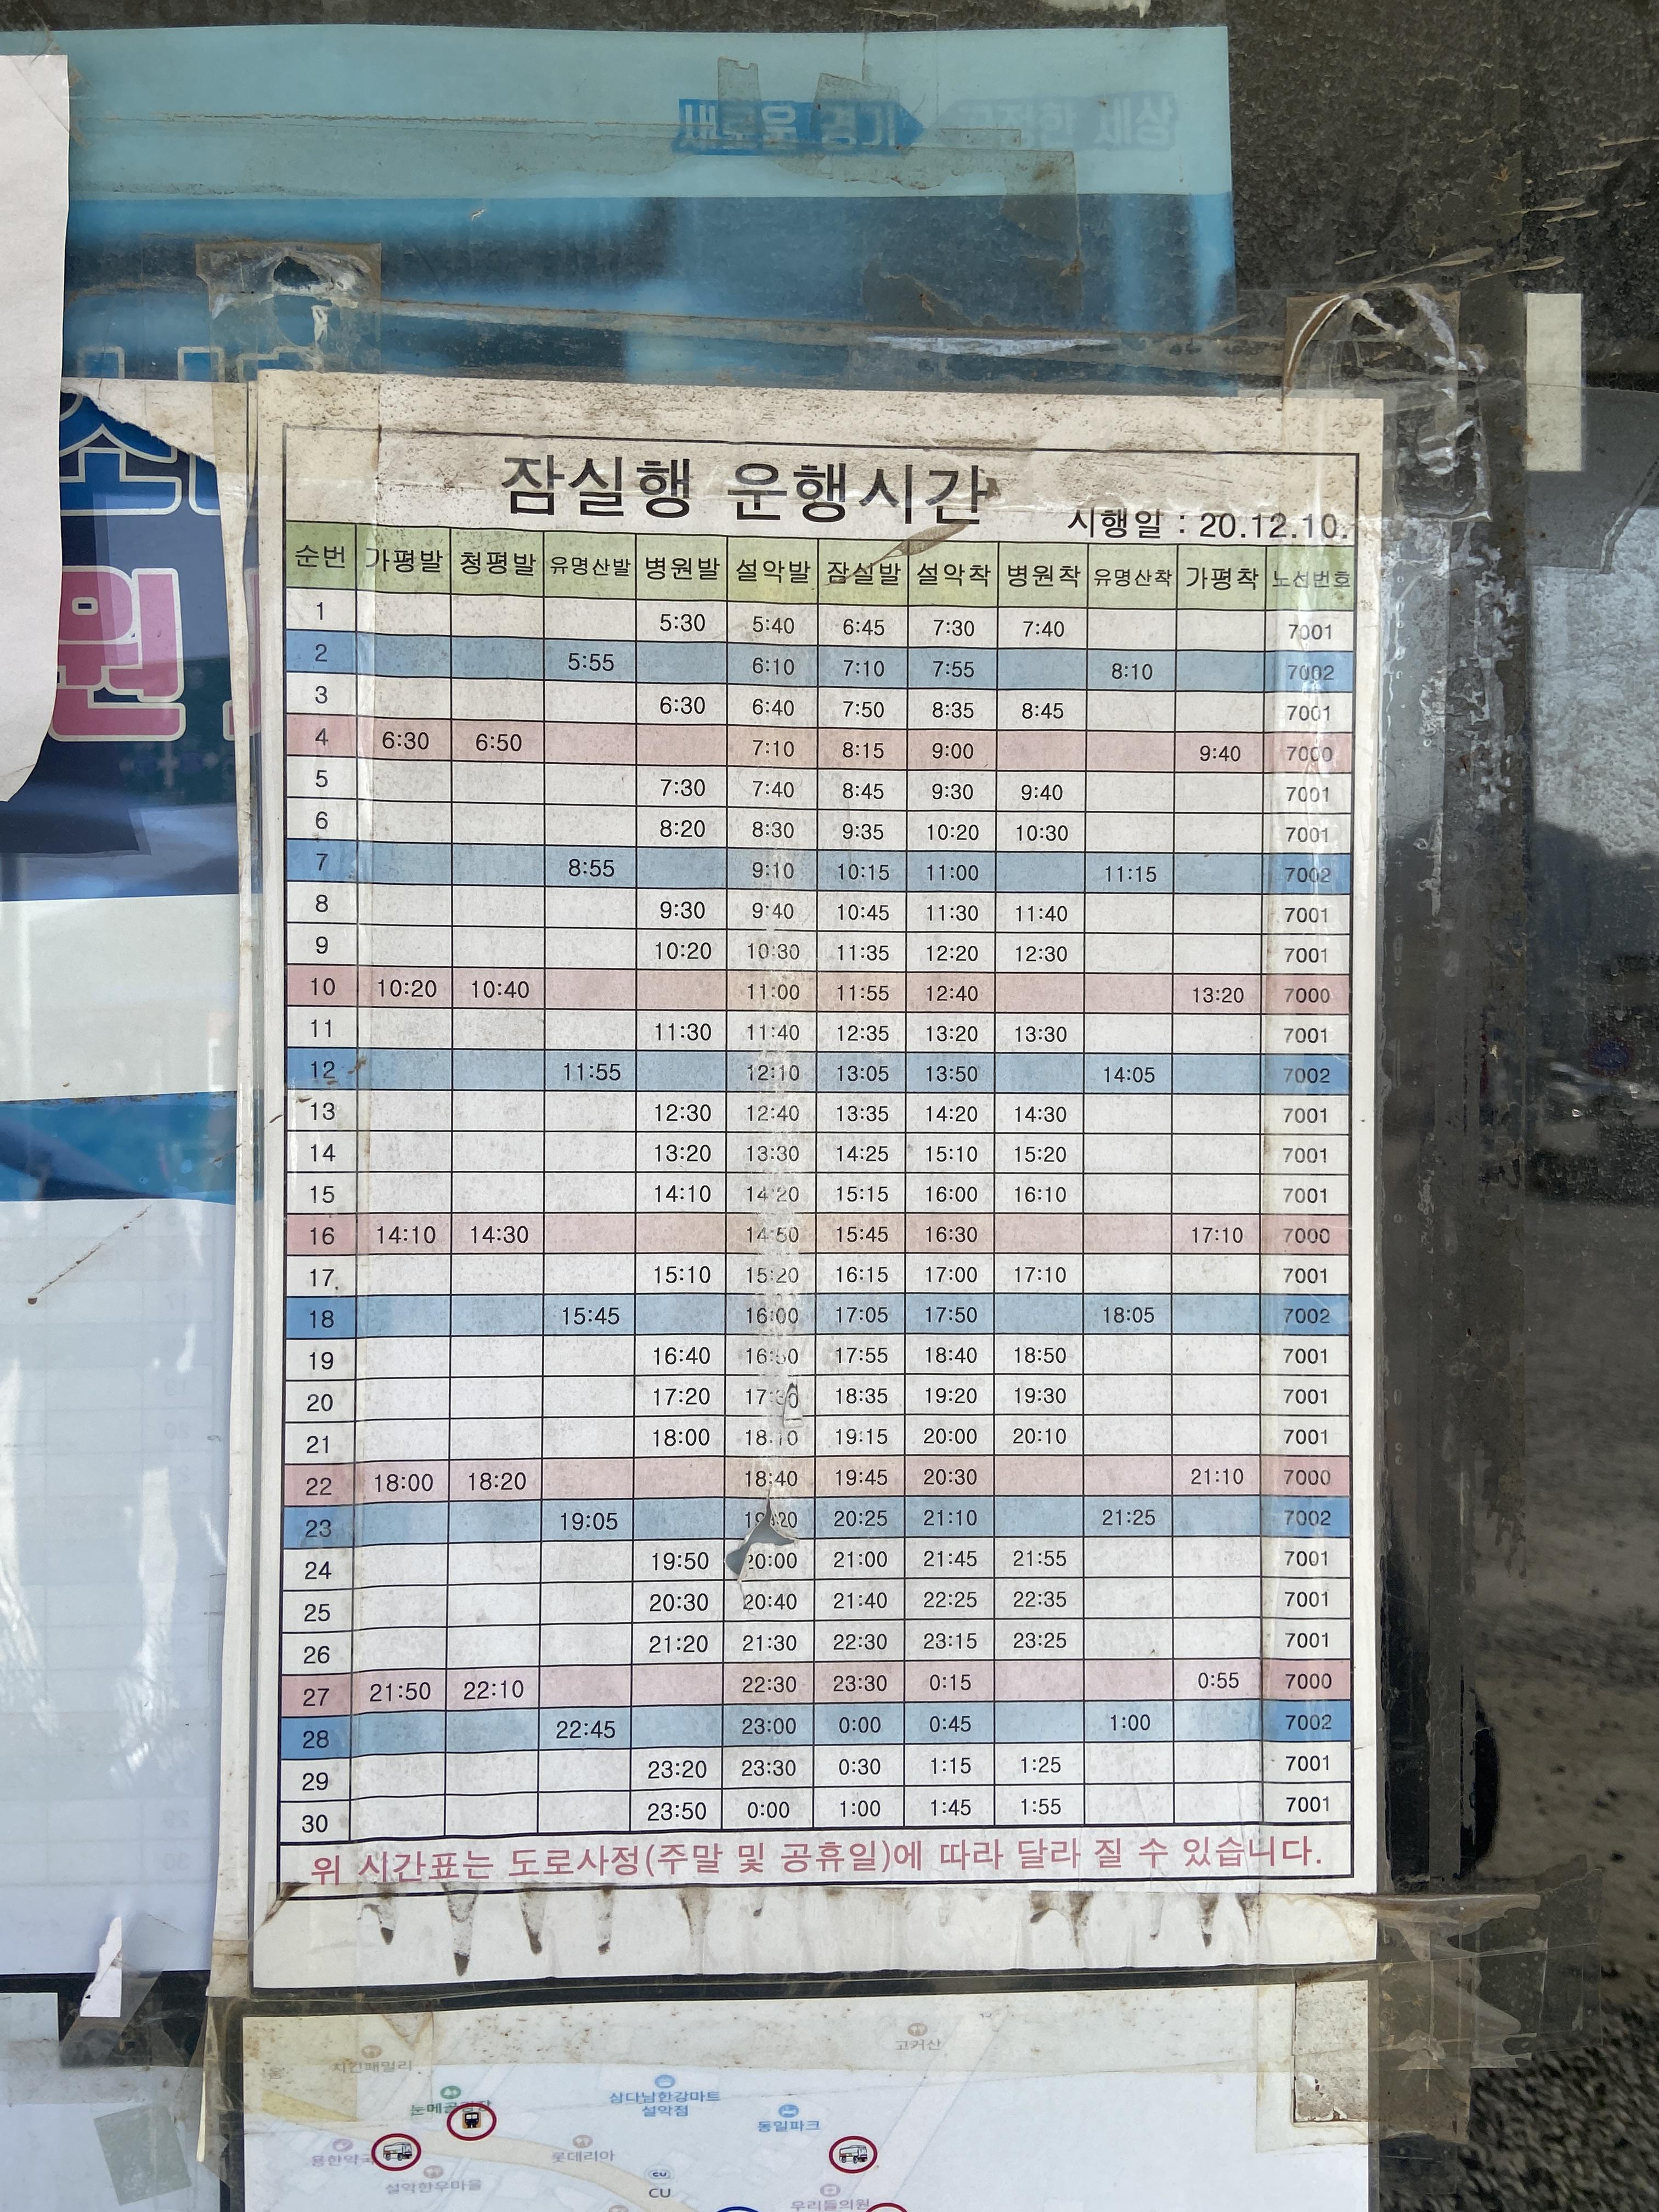 새로운 경기 공정한 세상
잠실행 운행시간
시행일 : 20.12.10.
순번 가평발 청평발 유명산발 병원발 설악발 잠실발 설악착 병원착 유명산착 가평착 노선번호
1 5:30 5:40 6:45 7:30 7:40 7001
2 5:55 6:10 7:10 7:55 8:10 7002
3 6:30 6:40 7:50 8:35 8:45 7001
4 6:30 6:50 7:10 8:15 9:00 9:40 7000
5 7:30 7:40 8:45 9:30 9:40 7001
6 8:20 8:30 9:35 10:20 10:30 7001
7 8:55 9:10 10:15 11:00 11:15 7002
8 9:30 9:40 10:45 11:30 11:40 7001
9 10:20 10:30 11:35 12:20 12:30 7001
10 10:20 10:40 11:00 11:55 12:40 13:20 7000
11 11:30 11:40 12:35 13:20 13:30 7001
12 11:55 12:10 13:05 13:50 14:05 7002
13 12:30 12:40 13:35 14:20 14:30 7001
14 13:20 13:30 14:25 15:10 15:20 7001
15 14:10 14:20 15:15 16:00 16:10 7001
16 14:10 14:30 14:50 15:45 16:30 17:10 7000
17 15:10 15:20 16:15 17:00 17:10 7001
18 15:45 16:00 17:05 17:50 18:05 7002
19 16:40 16:50 17:55 18:40 18:50 7001
20 17:20 17:30 18:35 19:20 19:30 7001
21 18:00 18:10 19:15 20:00 20:10 7001
22 18:00 18:20 18:40 19:45 20:30 21:10 7000
23 19:05 19:20 20:25 21:10 21:25 7002
24 19:50 20:00 21:00 21:45 21:55 7001
25 20:30 20:40 21:40 22:25 22:35 7001
26 21:20 21:30 22:30 23:15 23:25 7001
27 21:50 22:10 22:30 23:30 0:15 0:55 7000
28 22:45 23:00 0:00 0:45 1:00 7002
29 23:20 23:30 0:30 1:15 1:25 7001
30 23:50 0:00 1:00 1:45 1:55 7001
위 시간표는 도로사정(주말 및 공휴일)에 따라 달라 질 수 있습니다.
고거산
치킨패밀리
삼다남한강마트
설악점
동일파크
롯데리아
설악한우마을
CU
CU
우리들의원